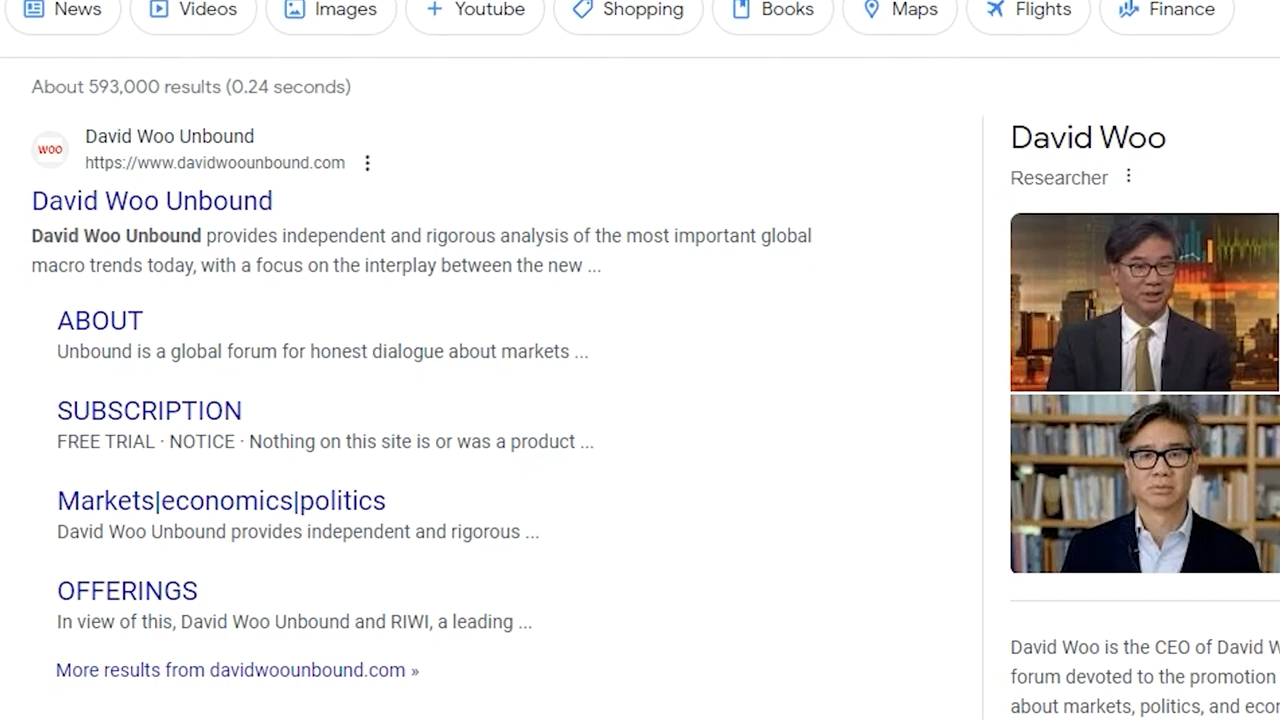 News Videos Images Youtube Shopping Books Maps Flights Finance
About 593,000 results (0.24 seconds)
WOO
David Woo Unbound
https://www.davidwoounbound.com
David Woo Unbound
David Woo Unbound provides independent and rigorous analysis of the most important global
macro trends today, with a focus on the interplay between the new ...
ABOUT
Unbound is a global forum for honest dialogue about markets ...
SUBSCRIPTION
FREE TRIAL · NOTICE · Nothing on this site is or was a product ...
Markets|economics|politics
David Woo Unbound provides independent and rigorous ...
OFFERINGS
In view of this, David Woo Unbound and RIWI, a leading ...
More results from davidwoounbound.com »
David Woo
Researcher
David Woo is the CEO of David
forum devoted to the promotion
about markets, politics, and